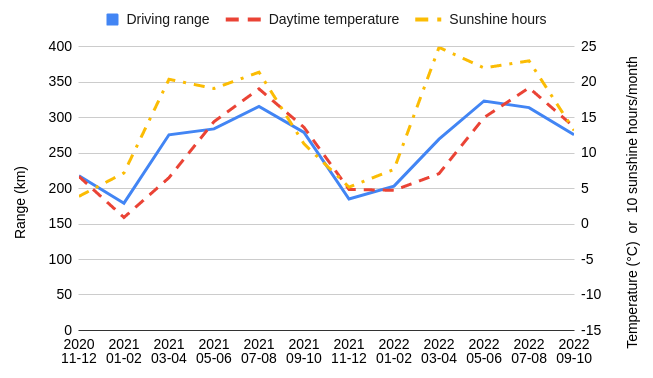 Driving range Daytime temperature Sunshine hours
400 25
350 20
300 15
250 10
200 5
150 0
100 -5
50 -10
0 -15
Range (km)
Temperature (°C) or 10 sunshine hours/month
2020 2021 2021 2021 2021 2021 2021 2022 2022 2022 2022 2022
11-12 01-02 03-04 05-06 07-08 09-10 11-12 01-02 03-04 05-06 07-08 09-10